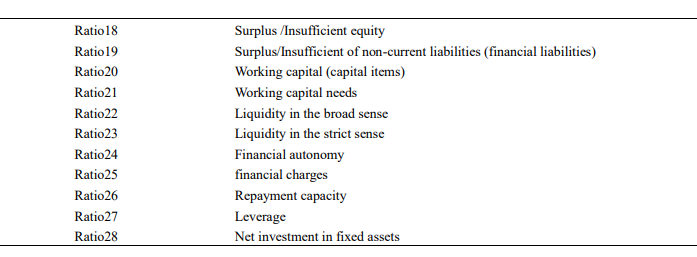 Ratio18 Surplus /Insufficient equity
Ratio19 Surplus/Insufficient of non-current liabilities (financial liabilities)
Ratio20 Working capital (capital items)
Ratio21 Working capital needs
Ratio22 Liquidity in the broad sense
Ratio23 Liquidity in the strict sense
Ratio24 Financial autonomy
Ratio25 financial charges
Ratio26 Repayment capacity
Ratio27 Leverage
Ratio28 Net investment in fixed assets